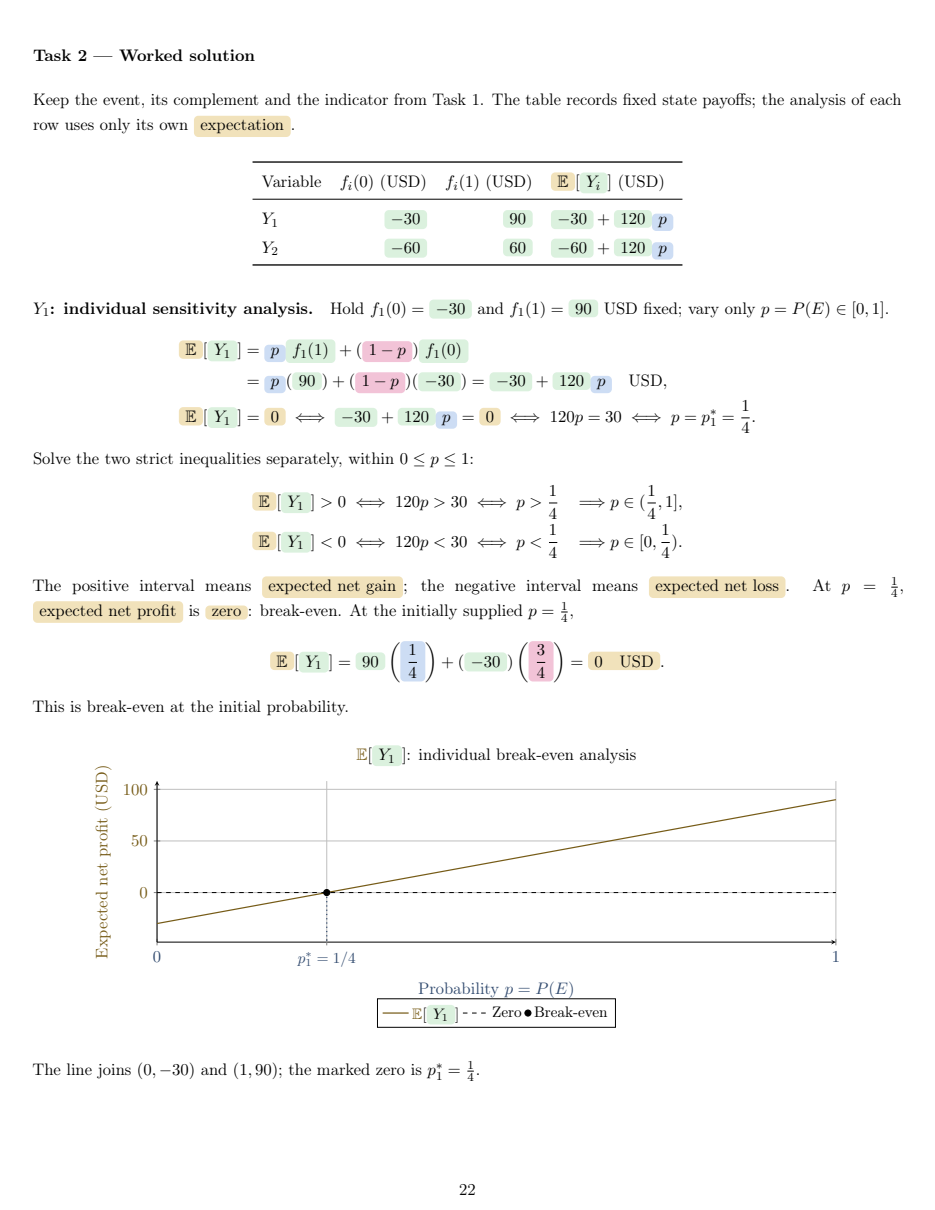 Task 2 — Worked solution
Keep the event, its complement and the indicator from Task 1. The table records fixed state payoffs; the analysis of each
row uses only its own expectation .
Variable f_i(0) (USD) f_i(1) (USD) 𝔼 [ Y_i ] (USD)
Y_1 −30 90 −30 + 120 p
Y_2 −60 60 −60 + 120 p
Y_1: individual sensitivity analysis. Hold f_1(0) = −30 and f_1(1) = 90 USD fixed; vary only p = P(E) ∈ [0, 1].
𝔼 [ Y_1 ] = p f_1(1) + ( 1 − p ) f_1(0)
= p ( 90 ) + ( 1 − p )( −30 ) = −30 + 120 p USD,
𝔼 [ Y_1 ] = 0 ⟺ −30 + 120 p = 0 ⟺ 120p = 30 ⟺ p = p_1^* = 1/4.
Solve the two strict inequalities separately, within 0 ≤ p ≤ 1:
𝔼 [ Y_1 ] > 0 ⟺ 120p > 30 ⟺ p > 1/4 ⟹ p ∈ (1/4, 1],
𝔼 [ Y_1 ] < 0 ⟺ 120p < 30 ⟺ p < 1/4 ⟹ p ∈ [0, 1/4).
The positive interval means expected net gain ; the negative interval means expected net loss . At p = 1/4,
expected net profit is zero : break-even. At the initially supplied p = 1/4,
𝔼 [ Y_1 ] = 90 (1/4) + ( −30 ) (3/4) = 0 USD .
This is break-even at the initial probability.
𝔼[ Y_1 ]: individual break-even analysis
Expected net profit (USD)
100
50
0
0 p_1^* = 1/4 1
Probability p = P(E)
𝔼[ Y_1 ] Zero Break-even
The line joins (0, −30) and (1, 90); the marked zero is p_1^* = 1/4.
22